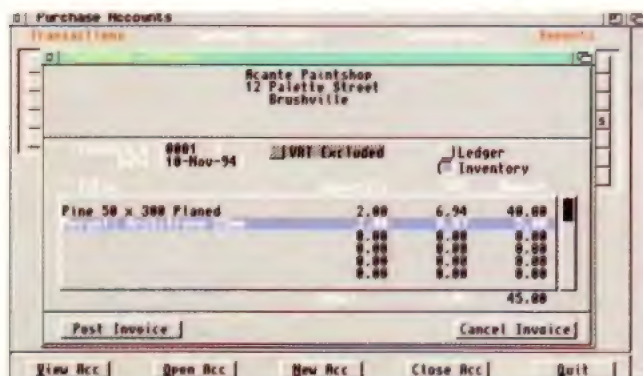 Purchase Accounts
Transactions
Reports
Acante Paintshop
12 Palette Street
Brushville
0001
10-Nov-94
VAT Excluded
Ledger
Inventory
Pine 50 x 300 Planed 2.00 6.94 40.00
0.00 0.00 0.00
0.00 0.00 0.00
0.00 0.00 0.00
0.00 0.00 0.00
45.00
Post Invoice
Cancel Invoice
View Acc
Open Acc
New Acc
Close Acc
Quit